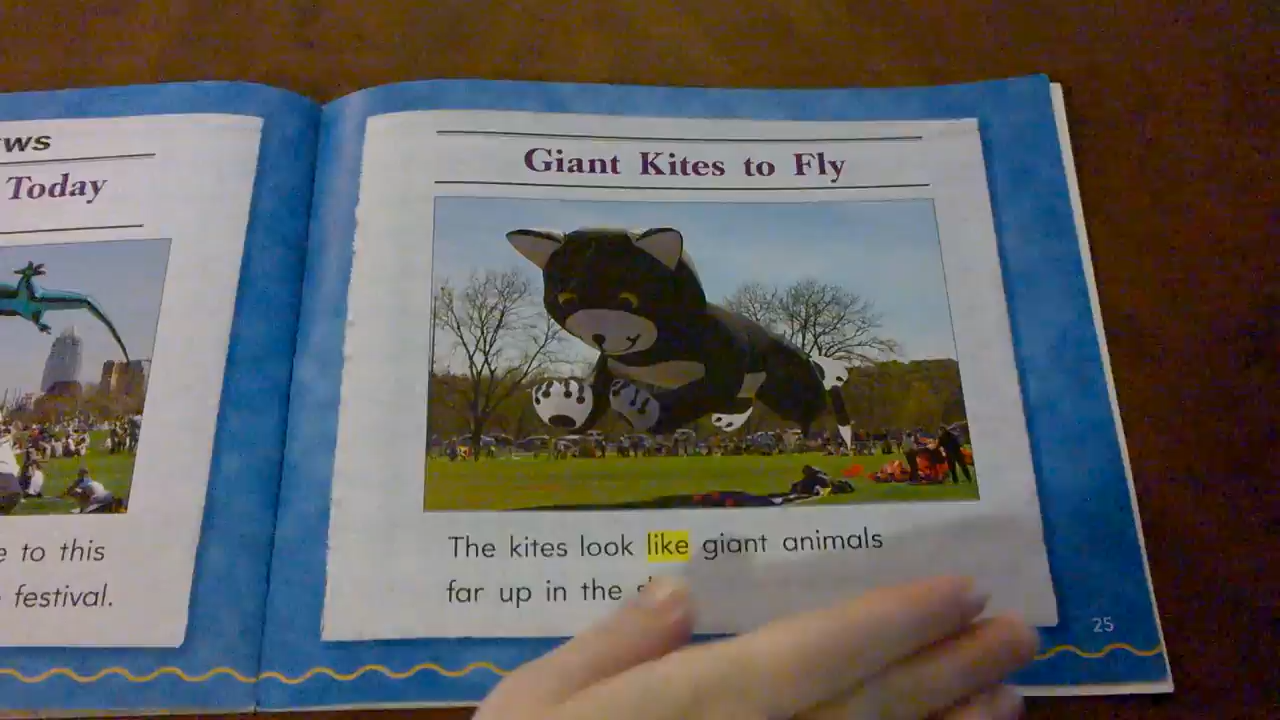 Today
e to this
festival.
Giant Kites to Fly
The kites look like giant animals
far up in the
25